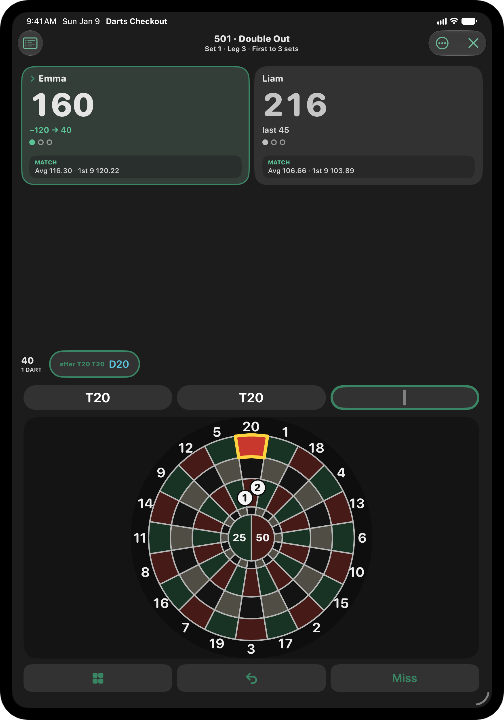 9:41 AM Sun Jan 9 Darts Checkout
501 · Double Out
Set 1 · Leg 3 · First to 3 sets
Emma
160
−120 → 40
MATCH
Avg 116.30 · 1st 9 120.22
Liam
216
last 45
MATCH
Avg 106.66 · 1st 9 103.89
40
1 DART
after T20 T20 D20
T20
T20
20
5 1
12 18
9 4
14 13
11 6
8 10
16 15
7 2
19 17
3
1
2
25 50
Miss